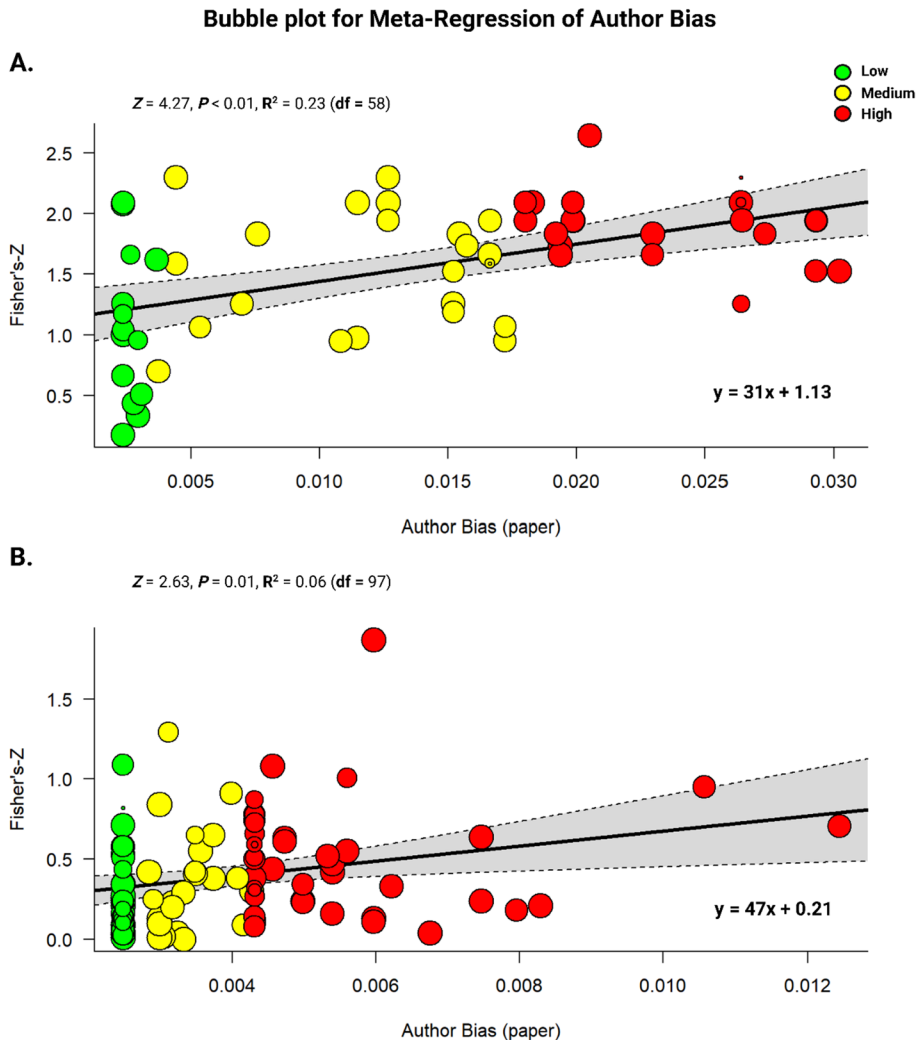 Bubble plot for Meta-Regression of Author Bias
A.
Low
Medium
High
Z = 4.27, P < 0.01, R² = 0.23 (df = 58)
2.5
2.0
1.5
1.0
0.5
Fisher's-Z
y = 31x + 1.13
0.005 0.010 0.015 0.020 0.025 0.030
Author Bias (paper)
B.
Z = 2.63, P = 0.01, R² = 0.06 (df = 97)
1.5
1.0
0.5
0.0
Fisher's-Z
y = 47x + 0.21
0.004 0.006 0.008 0.010 0.012
Author Bias (paper)